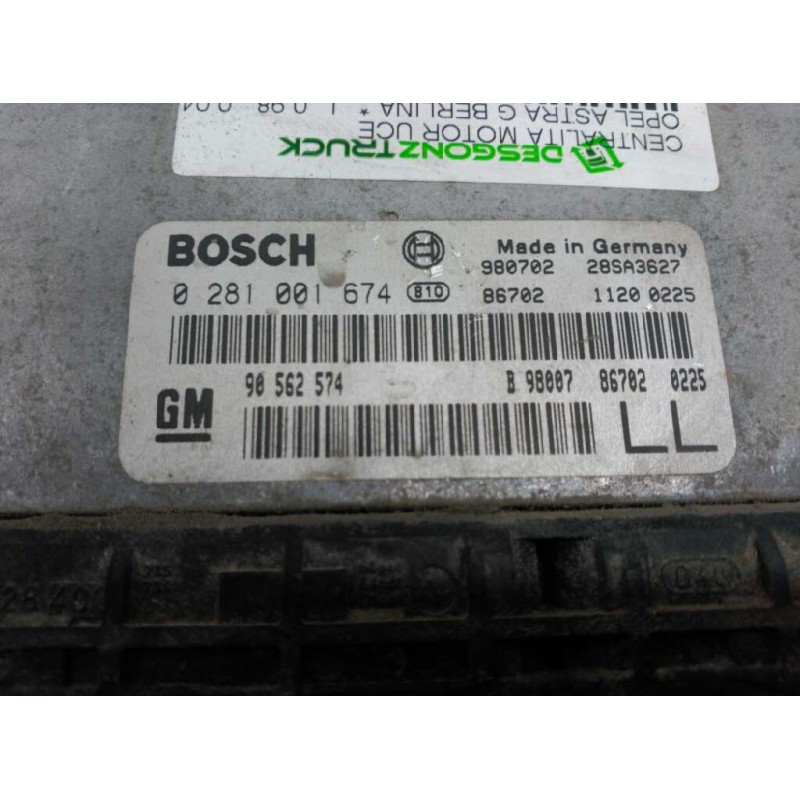 DESGONZTRUCK
CENTRALITA MOTOR UCE
OPEL ASTRA G BERLINA *
BOSCH
Made in Germany
980702 28SA3627
0 281 001 674 810 86702 1120 0225
GM 90 562 574 B 98007 86702 0225
LL